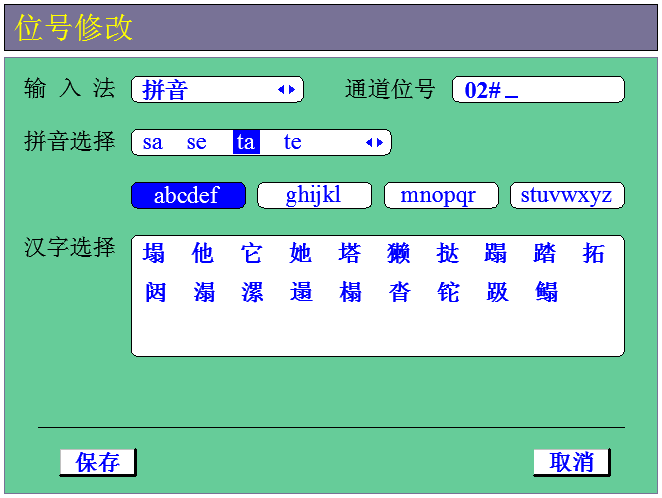 位号修改
输 入 法 拼音 通道位号 02#_
拼音选择 sa se ta te
abcdef ghijkl mnopqr stuvwxyz
汉字选择 塌 他 它 她 塔 獭 挞 蹋 踏 拓
闼 溻 漯 遢 榻 沓 铊 趿 鳎
保存 取消